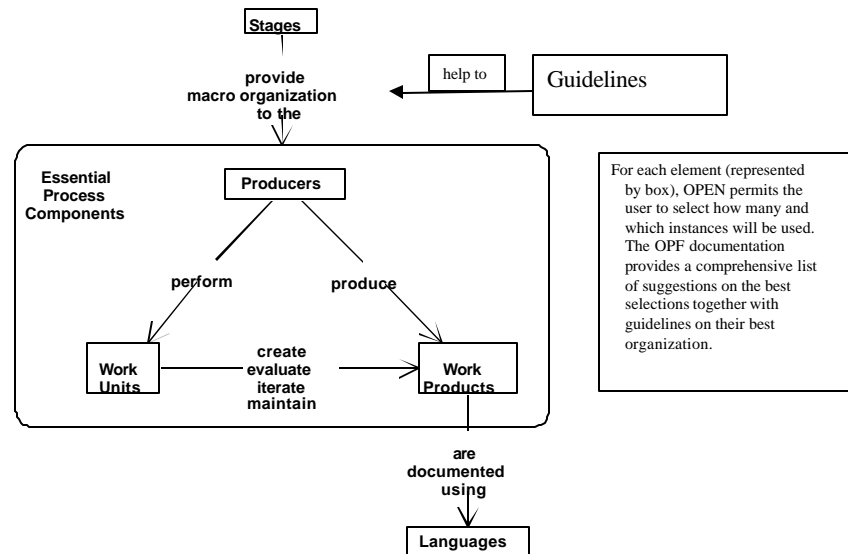 Stages
provide
macro organization
to the
help to
Guidelines
Essential
Process
Components
Producers
perform
produce
Work
Units
create
evaluate
iterate
maintain
Work
Products
For each element (represented
by box), OPEN permits the
user to select how many and
which instances will be used.
The OPF documentation
provides a comprehensive list
of suggestions on the best
selections together with
guidelines on their best
organization.
are
documented
using
Languages